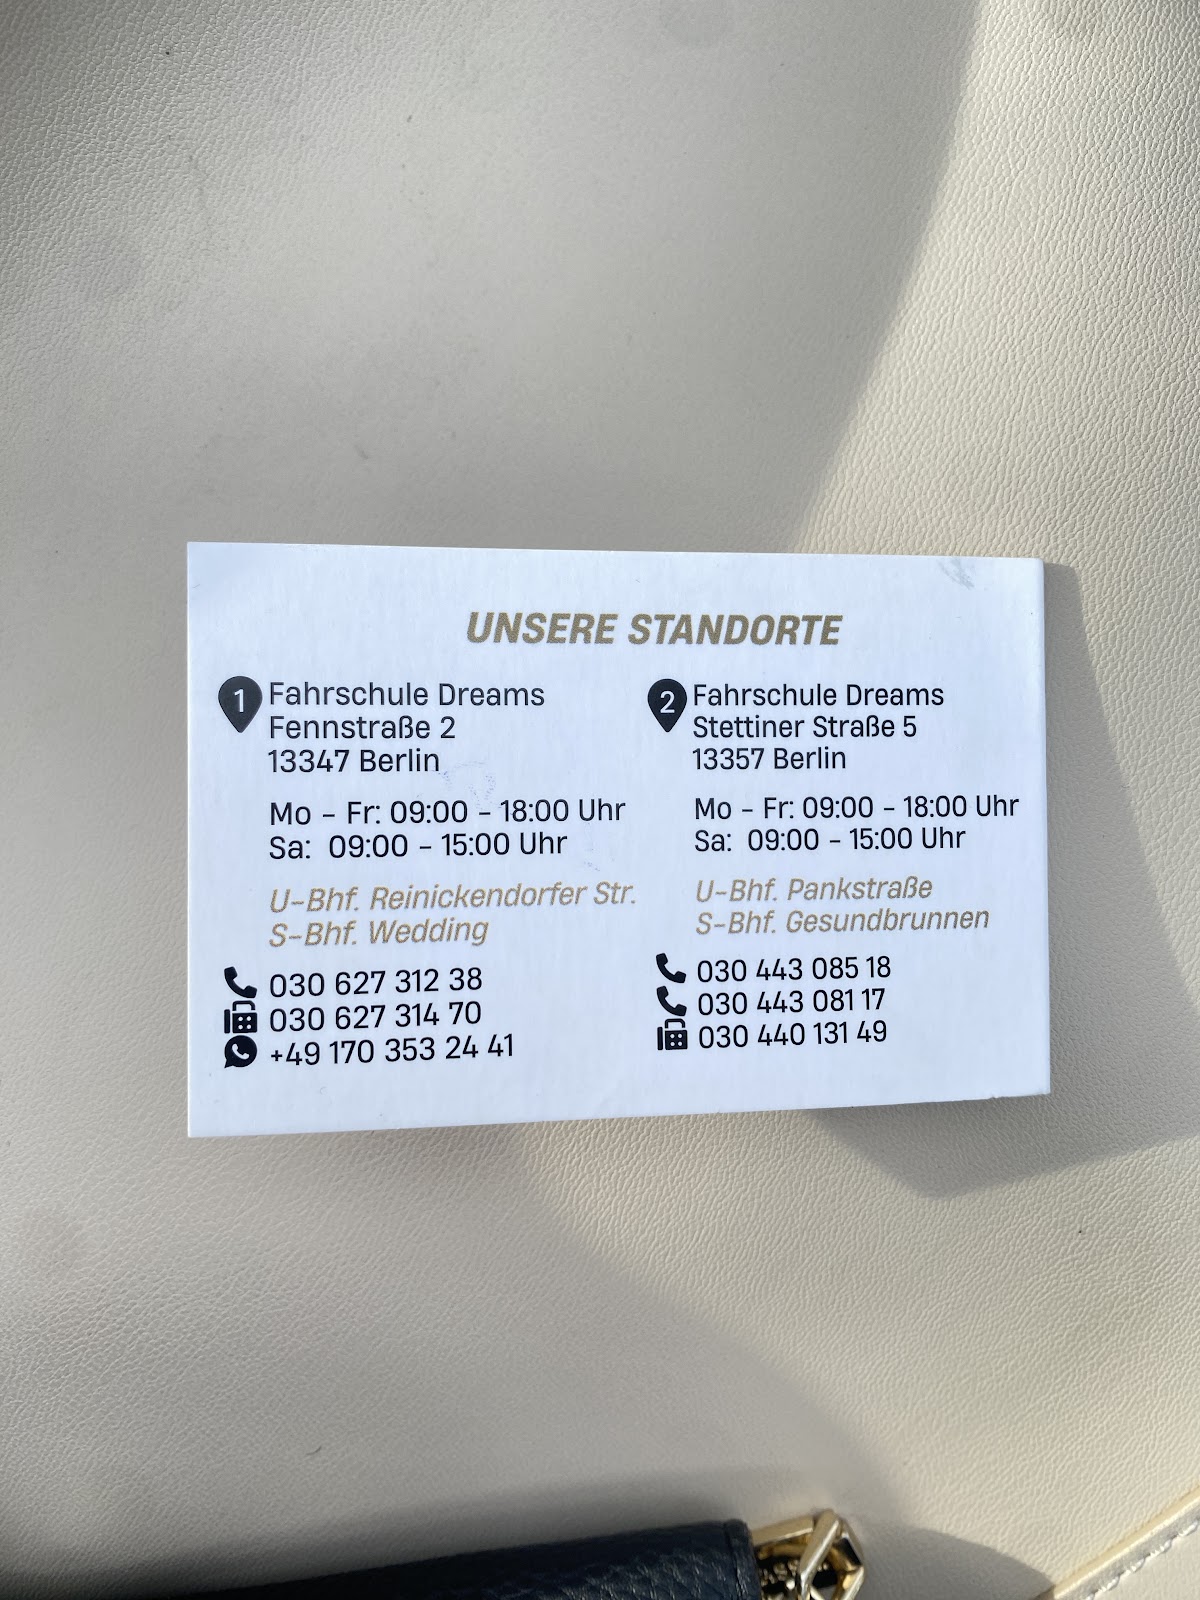 UNSERE STANDORTE
1
Fahrschule Dreams
Fennstraße 2
13347 Berlin
Mo - Fr: 09:00 - 18:00 Uhr
Sa: 09:00 - 15:00 Uhr
U-Bhf. Reinickendorfer Str.
S-Bhf. Wedding
030 627 312 38
030 627 314 70
+49 170 353 24 41
2
Fahrschule Dreams
Stettiner Straße 5
13357 Berlin
Mo - Fr: 09:00 - 18:00 Uhr
Sa: 09:00 - 15:00 Uhr
U-Bhf. Pankstraße
S-Bhf. Gesundbrunnen
030 443 085 18
030 443 081 17
030 440 131 49